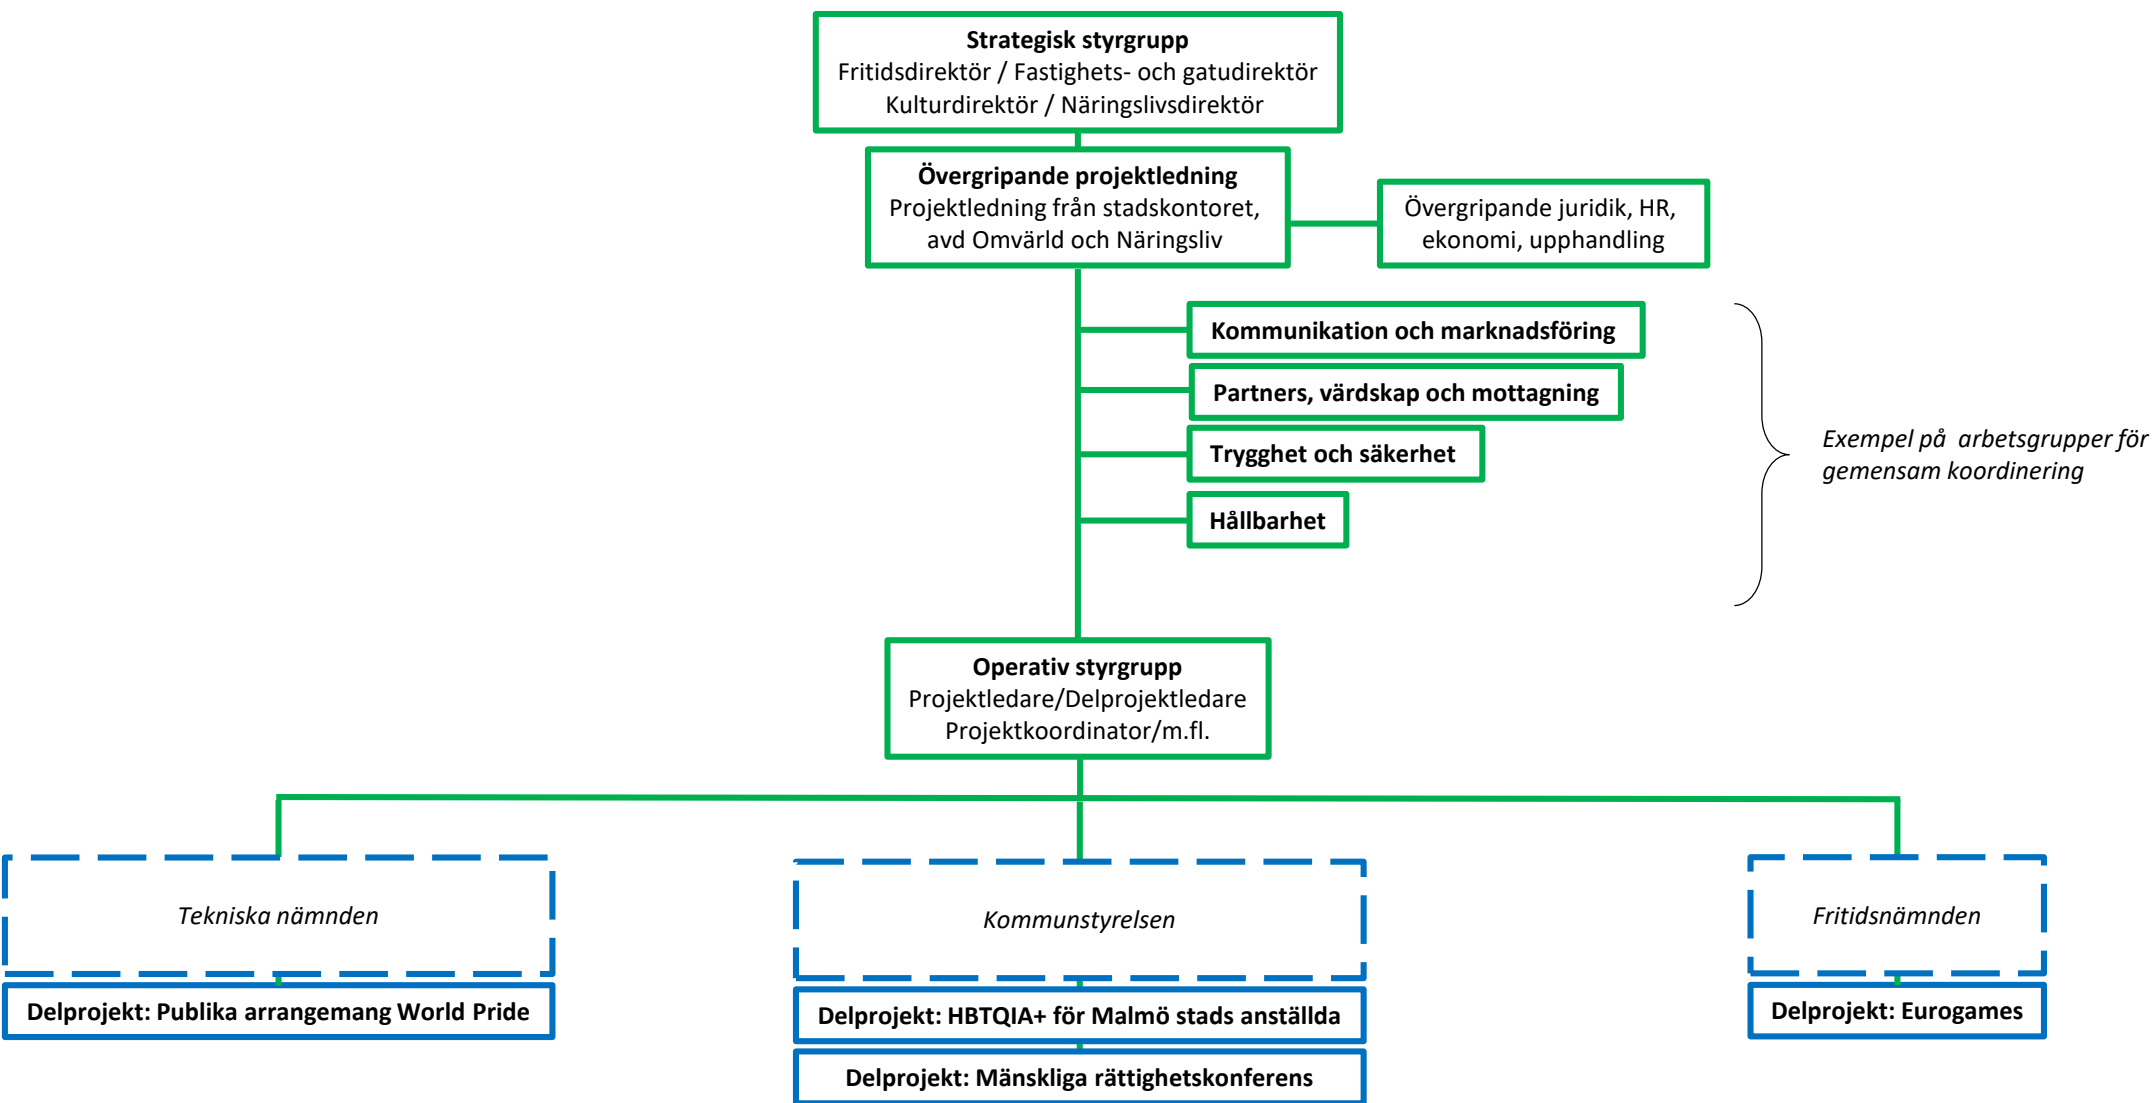 Strategisk styrgrupp
Fritidsdirektör / Fastighets- och gatudirektör
Kulturdirektör / Näringslivsdirektör
Övergripande projektledning
Projektledning från stadskontoret,
avd Omvärld och Näringsliv
Övergripande juridik, HR,
ekonomi, upphandling
Kommunikation och marknadsföring
Partners, värdskap och mottagning
Trygghet och säkerhet
Hållbarhet
Exempel på  arbetsgrupper för
gemensam koordinering
Operativ styrgrupp
Projektledare/Delprojektledare
Projektkoordinator/m.fl.
Tekniska nämnden
Delprojekt: Publika arrangemang World Pride
Kommunstyrelsen
Delprojekt: HBTQIA+ för Malmö stads anställda
Delprojekt: Mänskliga rättighetskonferens
Fritidsnämnden
Delprojekt: Eurogames